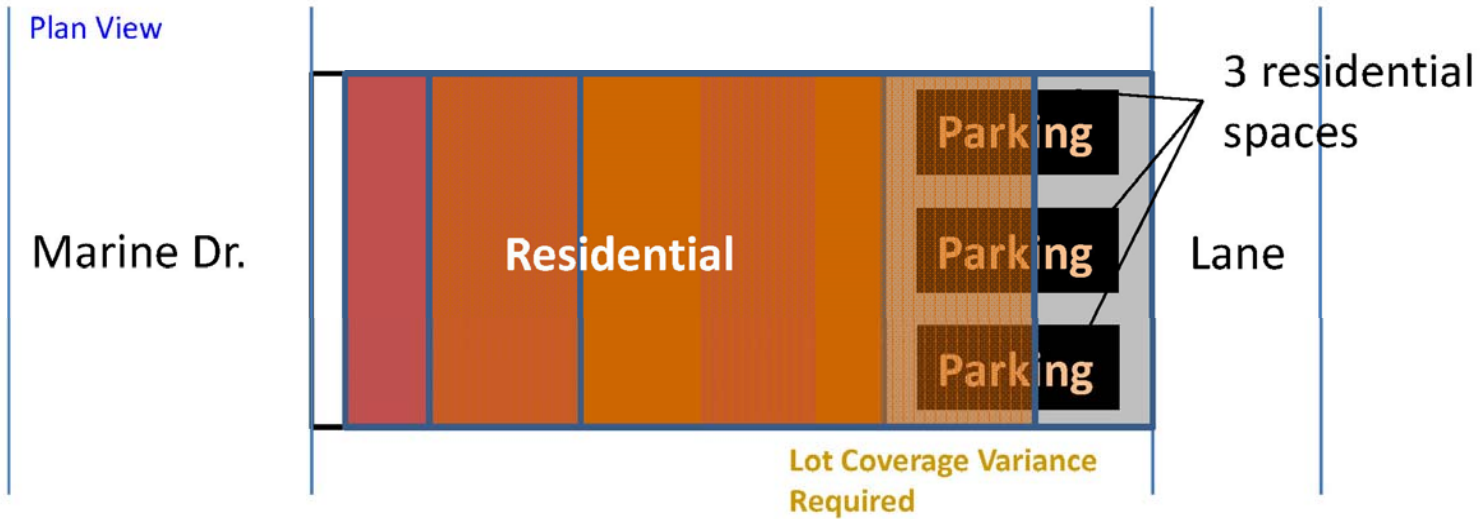 Plan View
3 residential
spaces
Parking
Marine Dr.
Residential
Parking
Lane
Parking
Lot Coverage Variance
Required